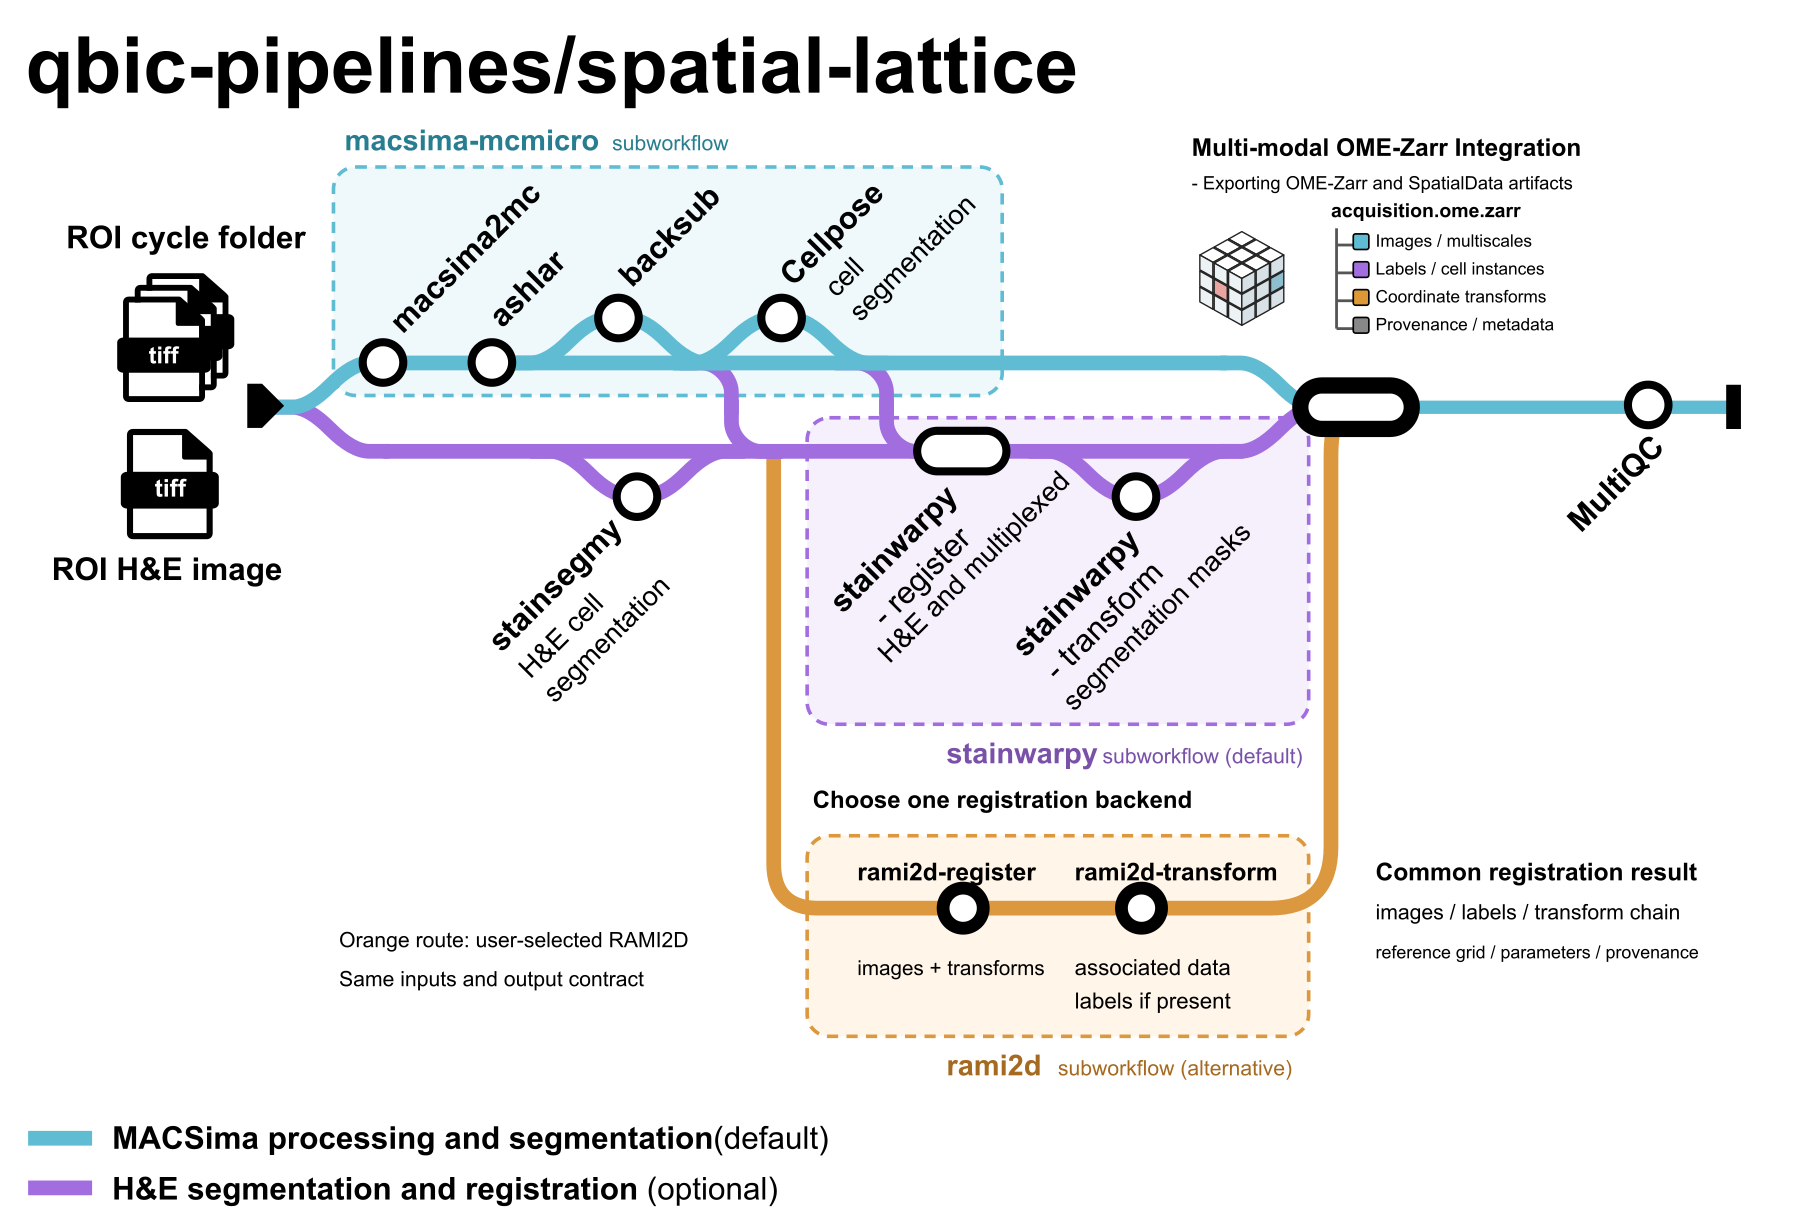 qbic-pipelines/spatial-lattice
macsima-mcmicro subworkflow
Multi-modal OME-Zarr Integration
- Exporting OME-Zarr and SpatialData artifacts
acquisition.ome.zarr
Images / multiscales
Labels / cell instances
Coordinate transforms
Provenance / metadata
ROI cycle folder
tiff
tiff
ROI H&E image
macsima2mc
ashlar
backsub
Cellpose
cell
segmentation
stainsegmy
H&E cell
segmentation
stainwarpy
- register
H&E and multiplexed
stainwarpy
- transform
segmentation masks
MultiQC
stainwarpy subworkflow (default)
Choose one registration backend
rami2d-register
rami2d-transform
images + transforms
associated data
labels if present
rami2d subworkflow (alternative)
Orange route: user-selected RAMI2D
Same inputs and output contract
Common registration result
images / labels / transform chain
reference grid / parameters / provenance
MACSima processing and segmentation(default)
H&E segmentation and registration (optional)